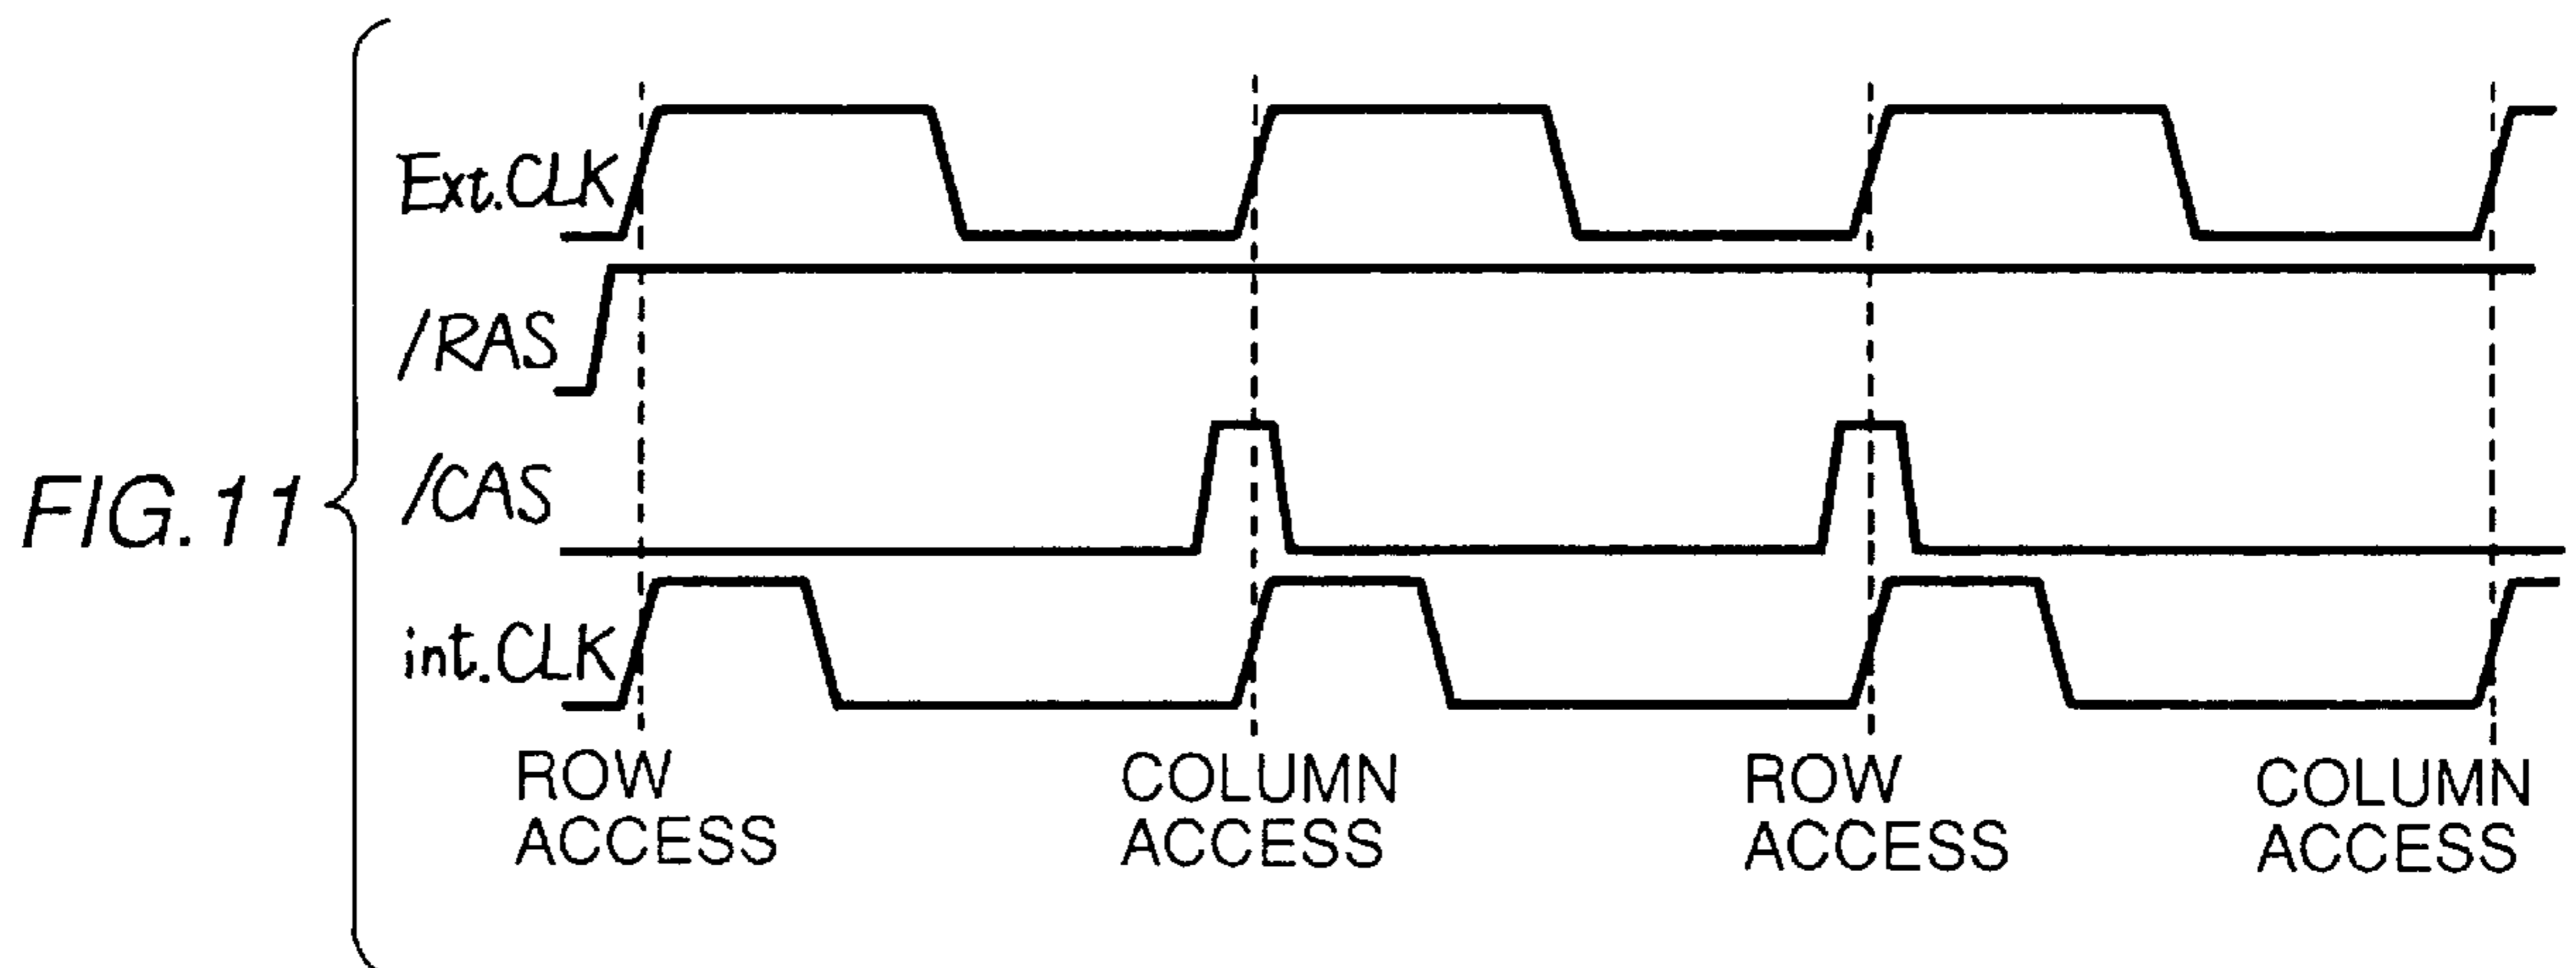 FIG.11
Ext.CLK
/RAS
/CAS
int.CLK
ROW
ACCESS
COLUMN
ACCESS
ROW
ACCESS
COLUMN
ACCESS